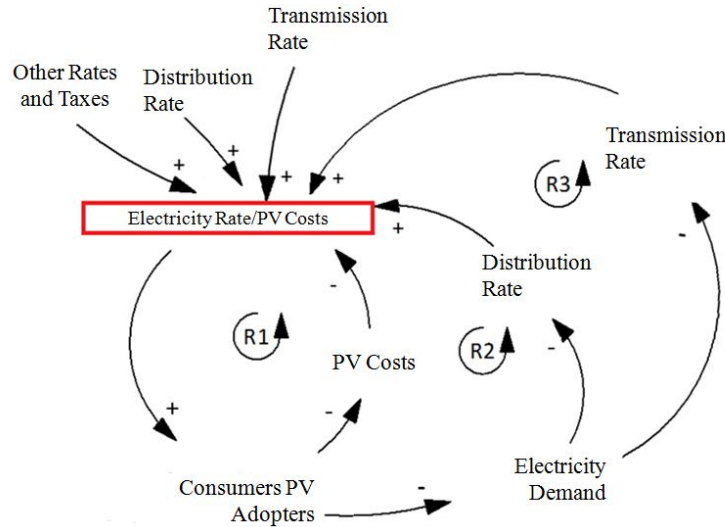 Transmission
Rate
Other Rates
and Taxes
Distribution
Rate
+
+
+
+
Electricity Rate/PV Costs
+
Transmission
Rate
R3
-
Distribution
Rate
-
R1
R2
PV Costs
-
-
+
Consumers PV
Adopters
-
Electricity
Demand